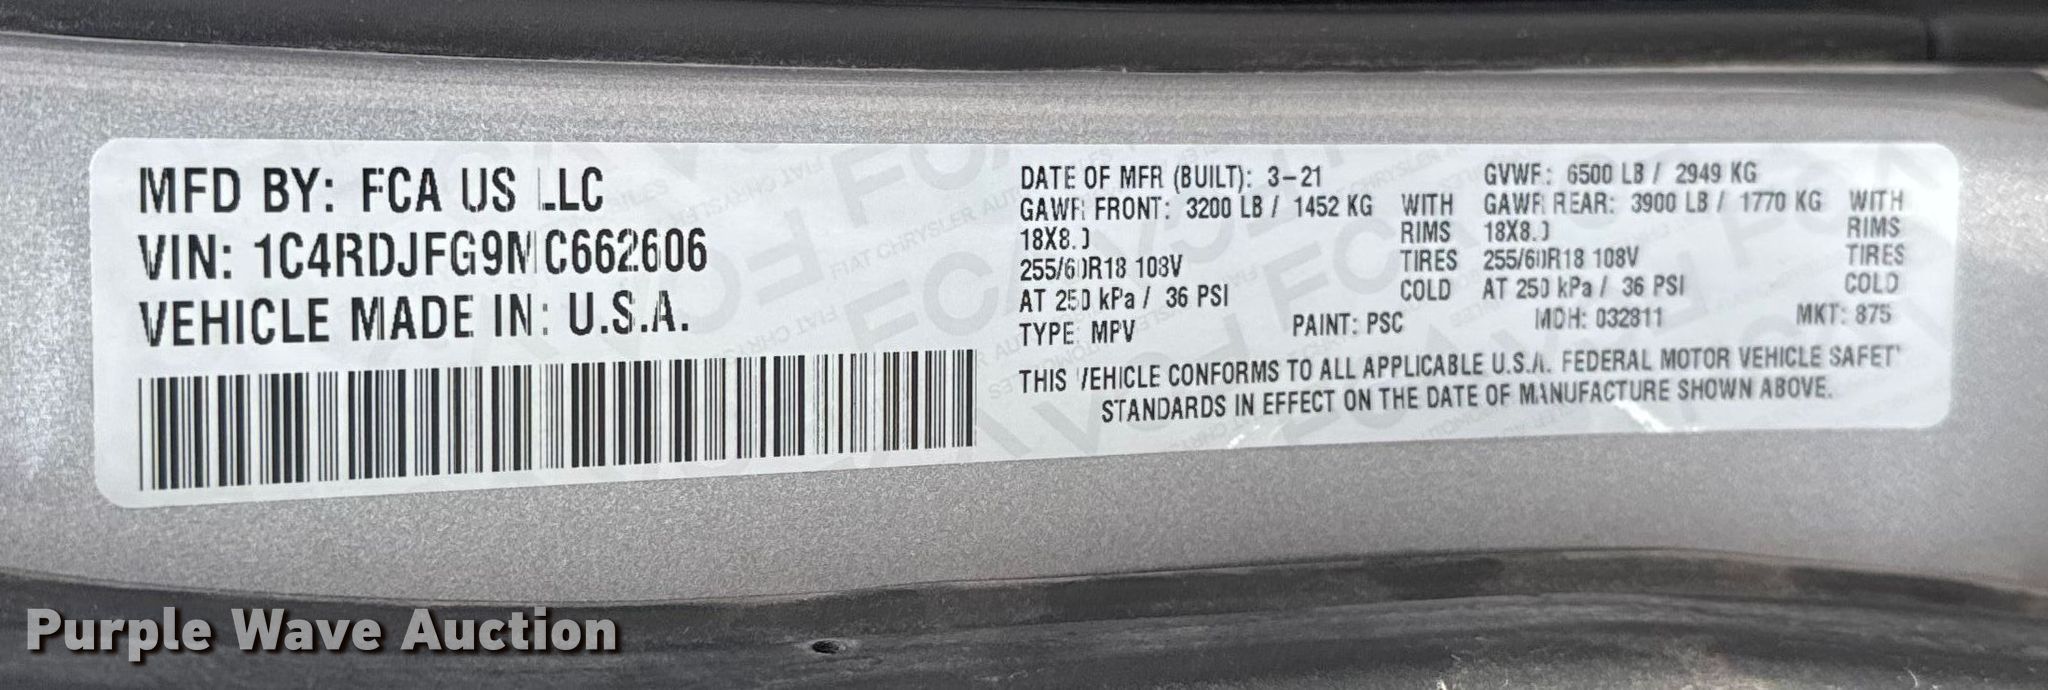 MFD BY: FCA US LLC
VIN: 1C4RDJFG9MC662606
VEHICLE MADE IN: U.S.A.
DATE OF MFR (BUILT): 3-21 GVWR: 6500 LB / 2949 KG
GAWR FRONT: 3200 LB / 1452 KG WITH GAWR REAR: 3900 LB / 1770 KG WITH
18X8.0 RIMS 18X8.0 RIMS
255/60R18 108V TIRES 255/60R18 108V TIRES
AT 250 kPa / 36 PSI COLD AT 250 kPa / 36 PSI COLD
TYPE: MPV PAINT: PSC MDH: 032811 MKT: 875
THIS VEHICLE CONFORMS TO ALL APPLICABLE U.S.A. FEDERAL MOTOR VEHICLE SAFETY
STANDARDS IN EFFECT ON THE DATE OF MANUFACTURE SHOWN ABOVE.
Purple Wave Auction